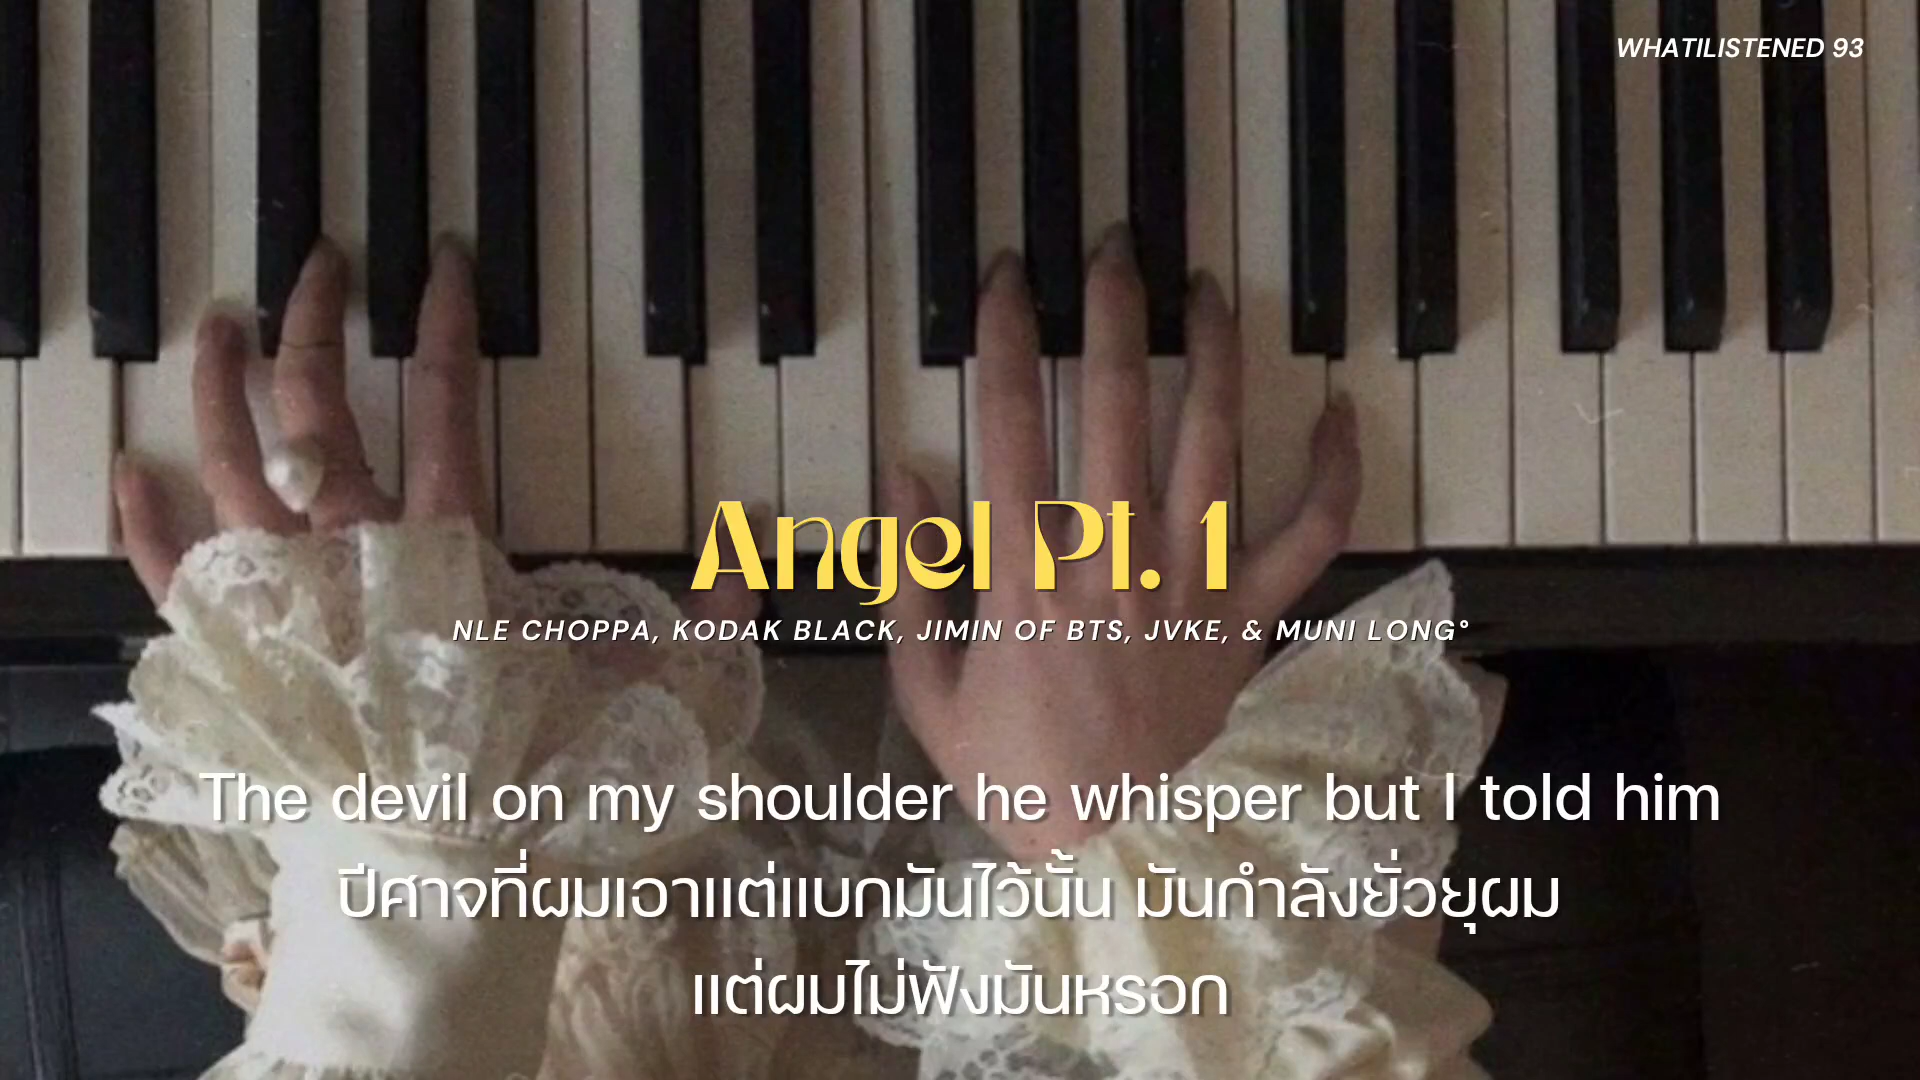 WHATILISTENED 93
Angel Pt. 1
NLE CHOPPA, KODAK BLACK, JIMIN OF BTS, JVKE, & MUNI LONG°
The devil on my shoulder he whisper but I told him
ปีศาจที่ผมเอาแต่แบกมันไว้นั้น มันกำลังยั่วยุผม
แต่ผมไม่ฟังมันหรอก